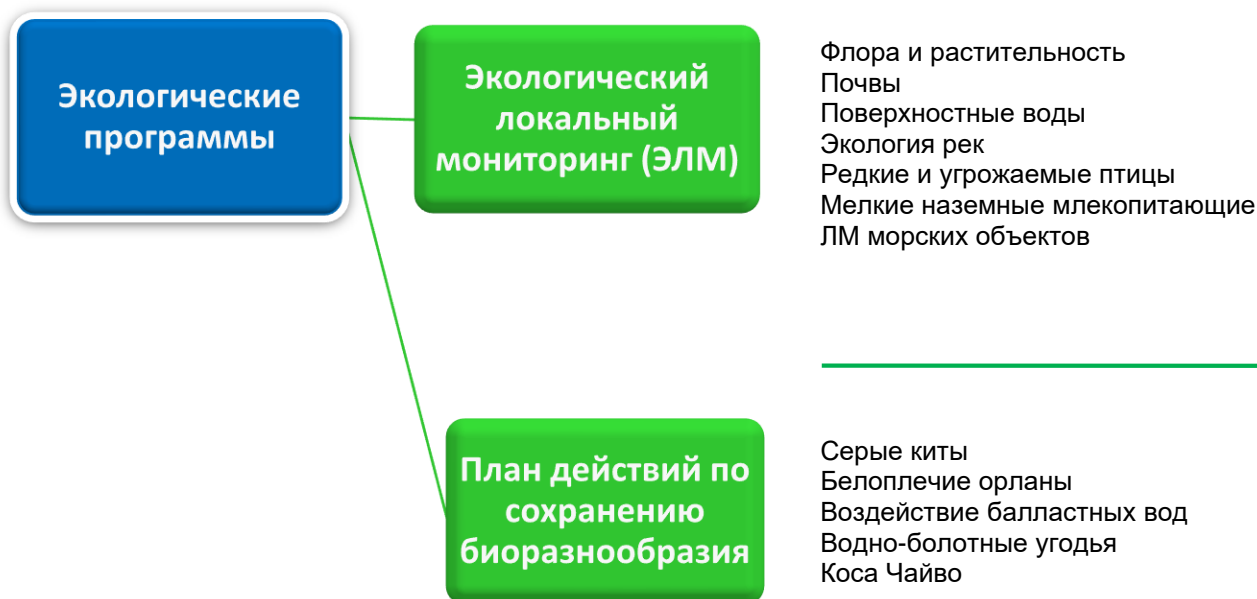 Экологические
программы
Экологический
локальный
мониторинг (ЭЛМ)
Флора и растительность
Почвы
Поверхностные воды
Экология рек
Редкие и угрожаемые птицы
Мелкие наземные млекопитающие
ЛМ морских объектов
План действий по
сохранению
биоразнообразия
Серые киты
Белоплечие орланы
Воздействие балластных вод
Водно-болотные угодья
Коса Чайво